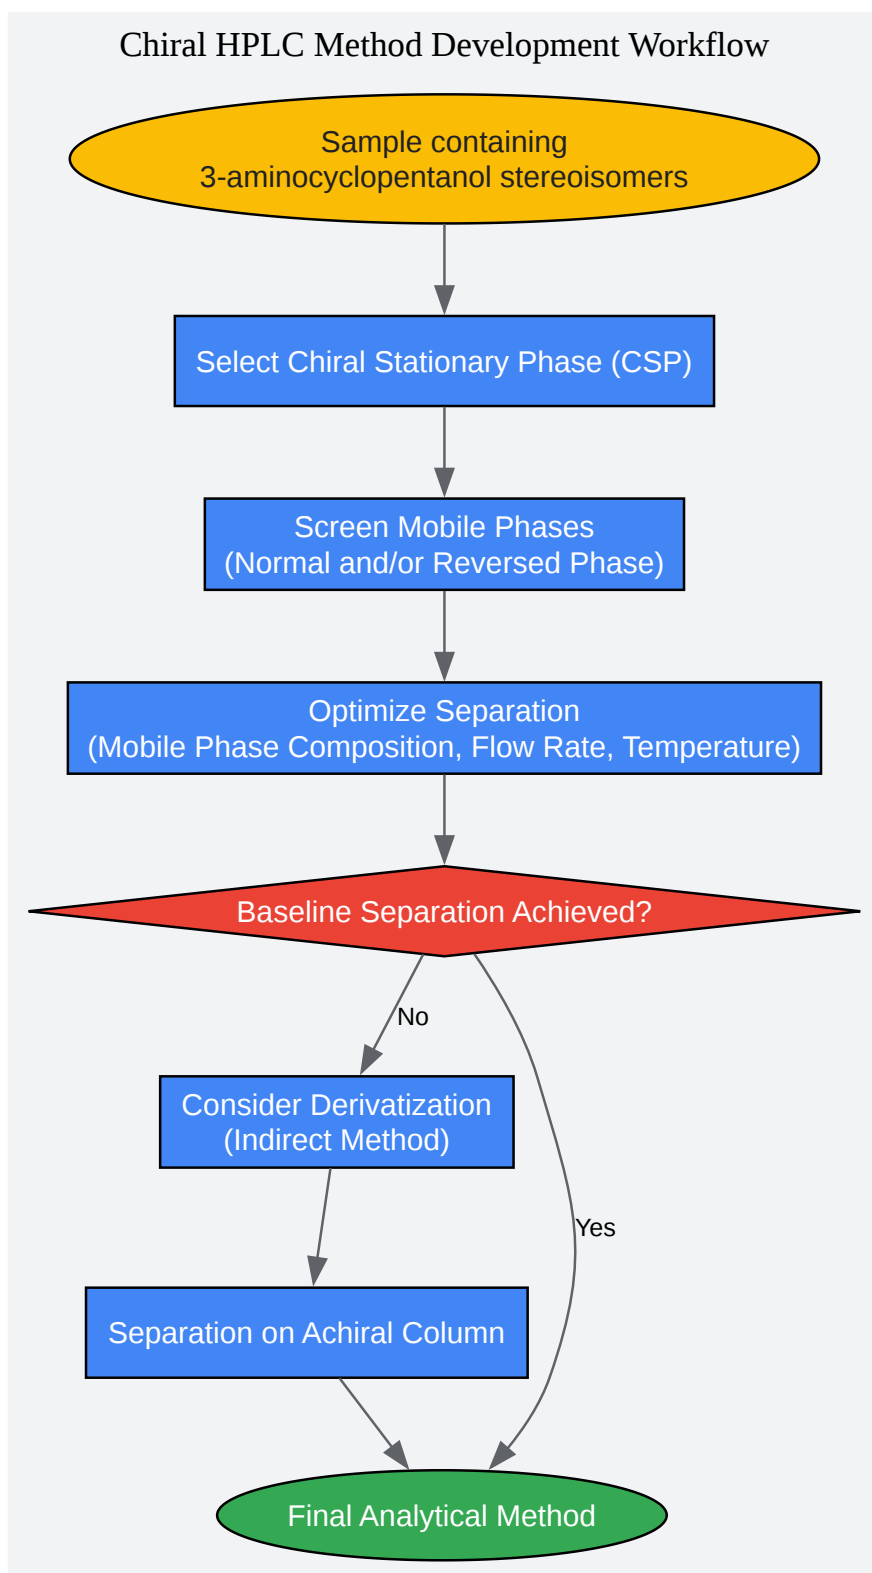 Chiral HPLC Method Development Workflow
Sample containing
3-aminocyclopentanol stereoisomers
Select Chiral Stationary Phase (CSP)
Screen Mobile Phases
(Normal and/or Reversed Phase)
Optimize Separation
(Mobile Phase Composition, Flow Rate, Temperature)
Baseline Separation Achieved?
No
Consider Derivatization
(Indirect Method)
Yes
Separation on Achiral Column
Final Analytical Method